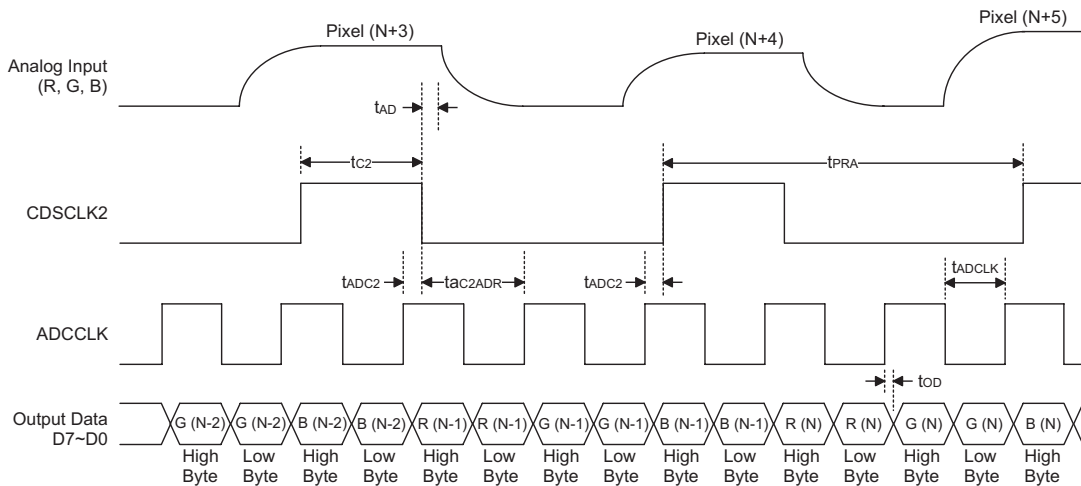 Pixel (N+3)
Pixel (N+4)
Pixel (N+5)
Analog Input
(R, G, B)
tAD
tC2
tPRA
CDSCLK2
tADC2
taC2ADR
tADC2
tADCLK
ADCCLK
tOD
Output Data
D7~D0
G (N-2) G (N-2) B (N-2) B (N-2) R (N-1) R (N-1) G (N-1) G (N-1) B (N-1) B (N-1) R (N) R (N) G (N) G (N) B (N)
High Low High Low High Low High Low High Low High Low High Low High
Byte Byte Byte Byte Byte Byte Byte Byte Byte Byte Byte Byte Byte Byte Byte